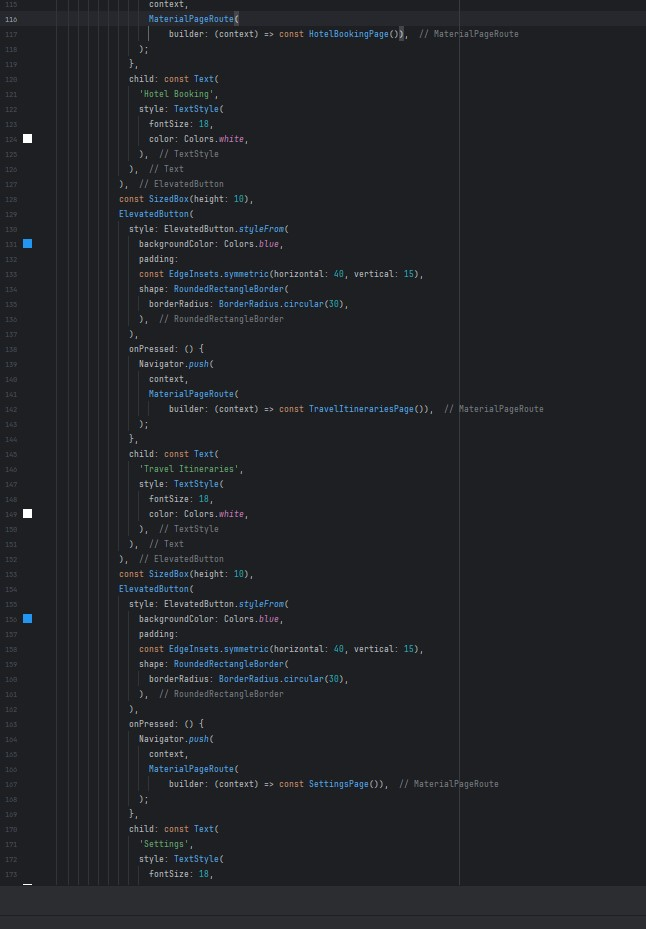 115 context,
116 MaterialPageRoute(
117 builder: (context) => const HotelBookingPage()), // MaterialPageRoute
118 );
119 },
120 child: const Text(
121 'Hotel Booking',
122 style: TextStyle(
123 fontSize: 18,
124 color: Colors.white,
125 ), // TextStyle
126 ), // Text
127 ), // ElevatedButton
128 const SizedBox(height: 10),
129 ElevatedButton(
130 style: ElevatedButton.styleFrom(
131 backgroundColor: Colors.blue,
132 padding:
133 const EdgeInsets.symmetric(horizontal: 40, vertical: 15),
134 shape: RoundedRectangleBorder(
135 borderRadius: BorderRadius.circular(30),
136 ), // RoundedRectangleBorder
137 ),
138 onPressed: () {
139 Navigator.push(
140 context,
141 MaterialPageRoute(
142 builder: (context) => const TravelItinerariesPage()), // MaterialPageRoute
143 );
144 },
145 child: const Text(
146 'Travel Itineraries',
147 style: TextStyle(
148 fontSize: 18,
149 color: Colors.white,
150 ), // TextStyle
151 ), // Text
152 ), // ElevatedButton
153 const SizedBox(height: 10),
154 ElevatedButton(
155 style: ElevatedButton.styleFrom(
156 backgroundColor: Colors.blue,
157 padding:
158 const EdgeInsets.symmetric(horizontal: 40, vertical: 15),
159 shape: RoundedRectangleBorder(
160 borderRadius: BorderRadius.circular(30),
161 ), // RoundedRectangleBorder
162 ),
163 onPressed: () {
164 Navigator.push(
165 context,
166 MaterialPageRoute(
167 builder: (context) => const SettingsPage()), // MaterialPageRoute
168 );
169 },
170 child: const Text(
171 'Settings',
172 style: TextStyle(
173 fontSize: 18,